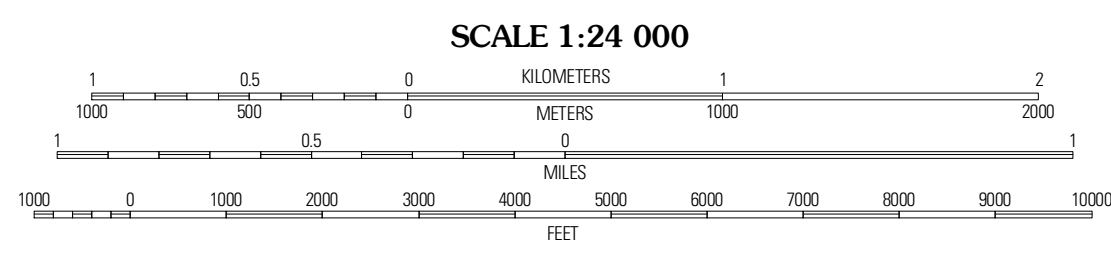 SCALE 1:24 000
1 0.5 0 KILOMETERS 1 2
1000 500 0 METERS 1000 2000
1 0.5 0 1
MILES
1000 0 1000 2000 3000 4000 5000 6000 7000 8000 9000 10000
FEET